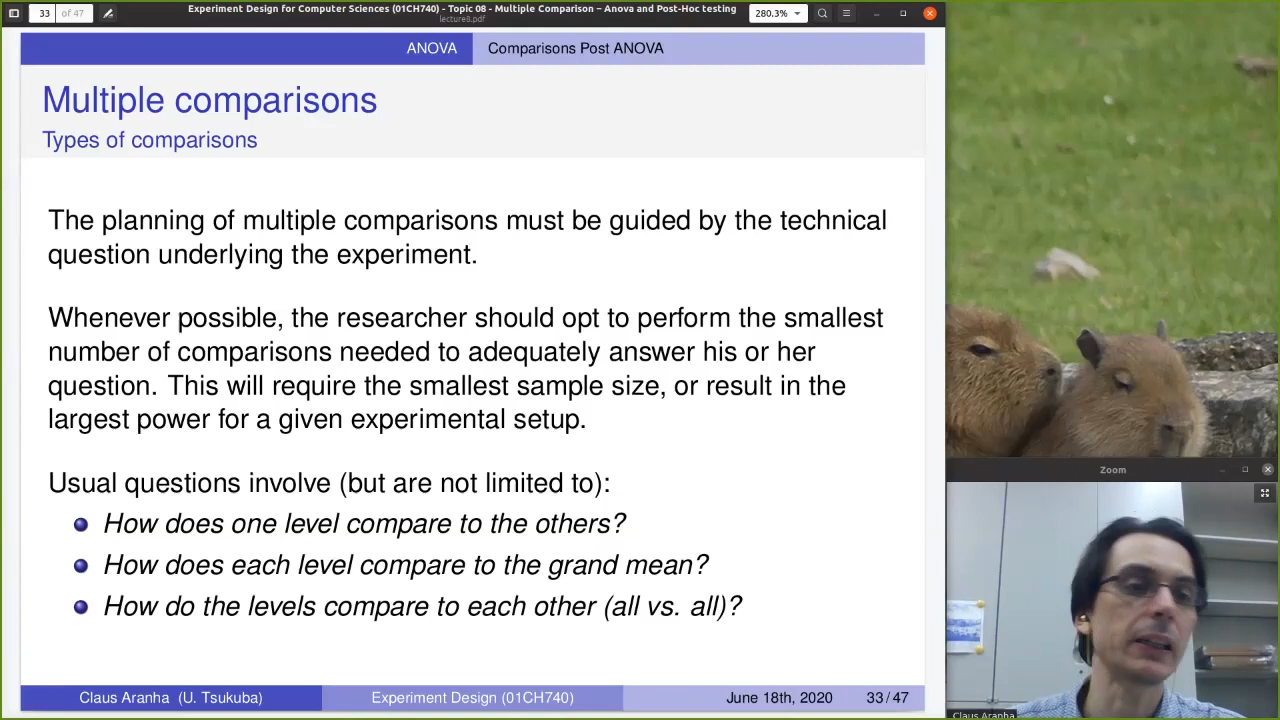 33 of 47
Experiment Design for Computer Sciences (01CH740) - Topic 08 - Multiple Comparison – Anova and Post-Hoc testing
lecture8.pdf
280.3%
ANOVA
Comparisons Post ANOVA
Multiple comparisons
Types of comparisons
The planning of multiple comparisons must be guided by the technical
question underlying the experiment.
Whenever possible, the researcher should opt to perform the smallest
number of comparisons needed to adequately answer his or her
question. This will require the smallest sample size, or result in the
largest power for a given experimental setup.
Usual questions involve (but are not limited to):
How does one level compare to the others?
How does each level compare to the grand mean?
How do the levels compare to each other (all vs. all)?
Claus Aranha (U. Tsukuba)
Experiment Design (01CH740)
June 18th, 2020
33 / 47
Zoom
Claus Aranha